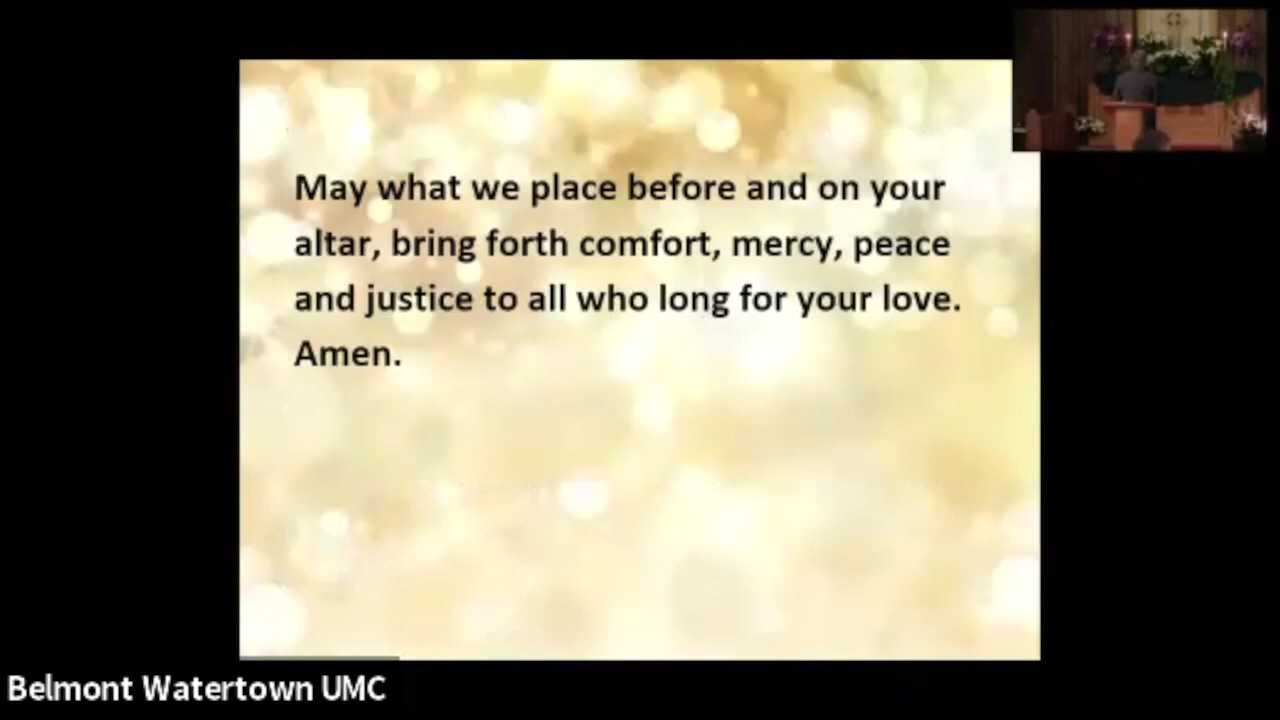 May what we place before and on your
altar, bring forth comfort, mercy, peace
and justice to all who long for your love.
Amen.
Belmont Watertown UMC